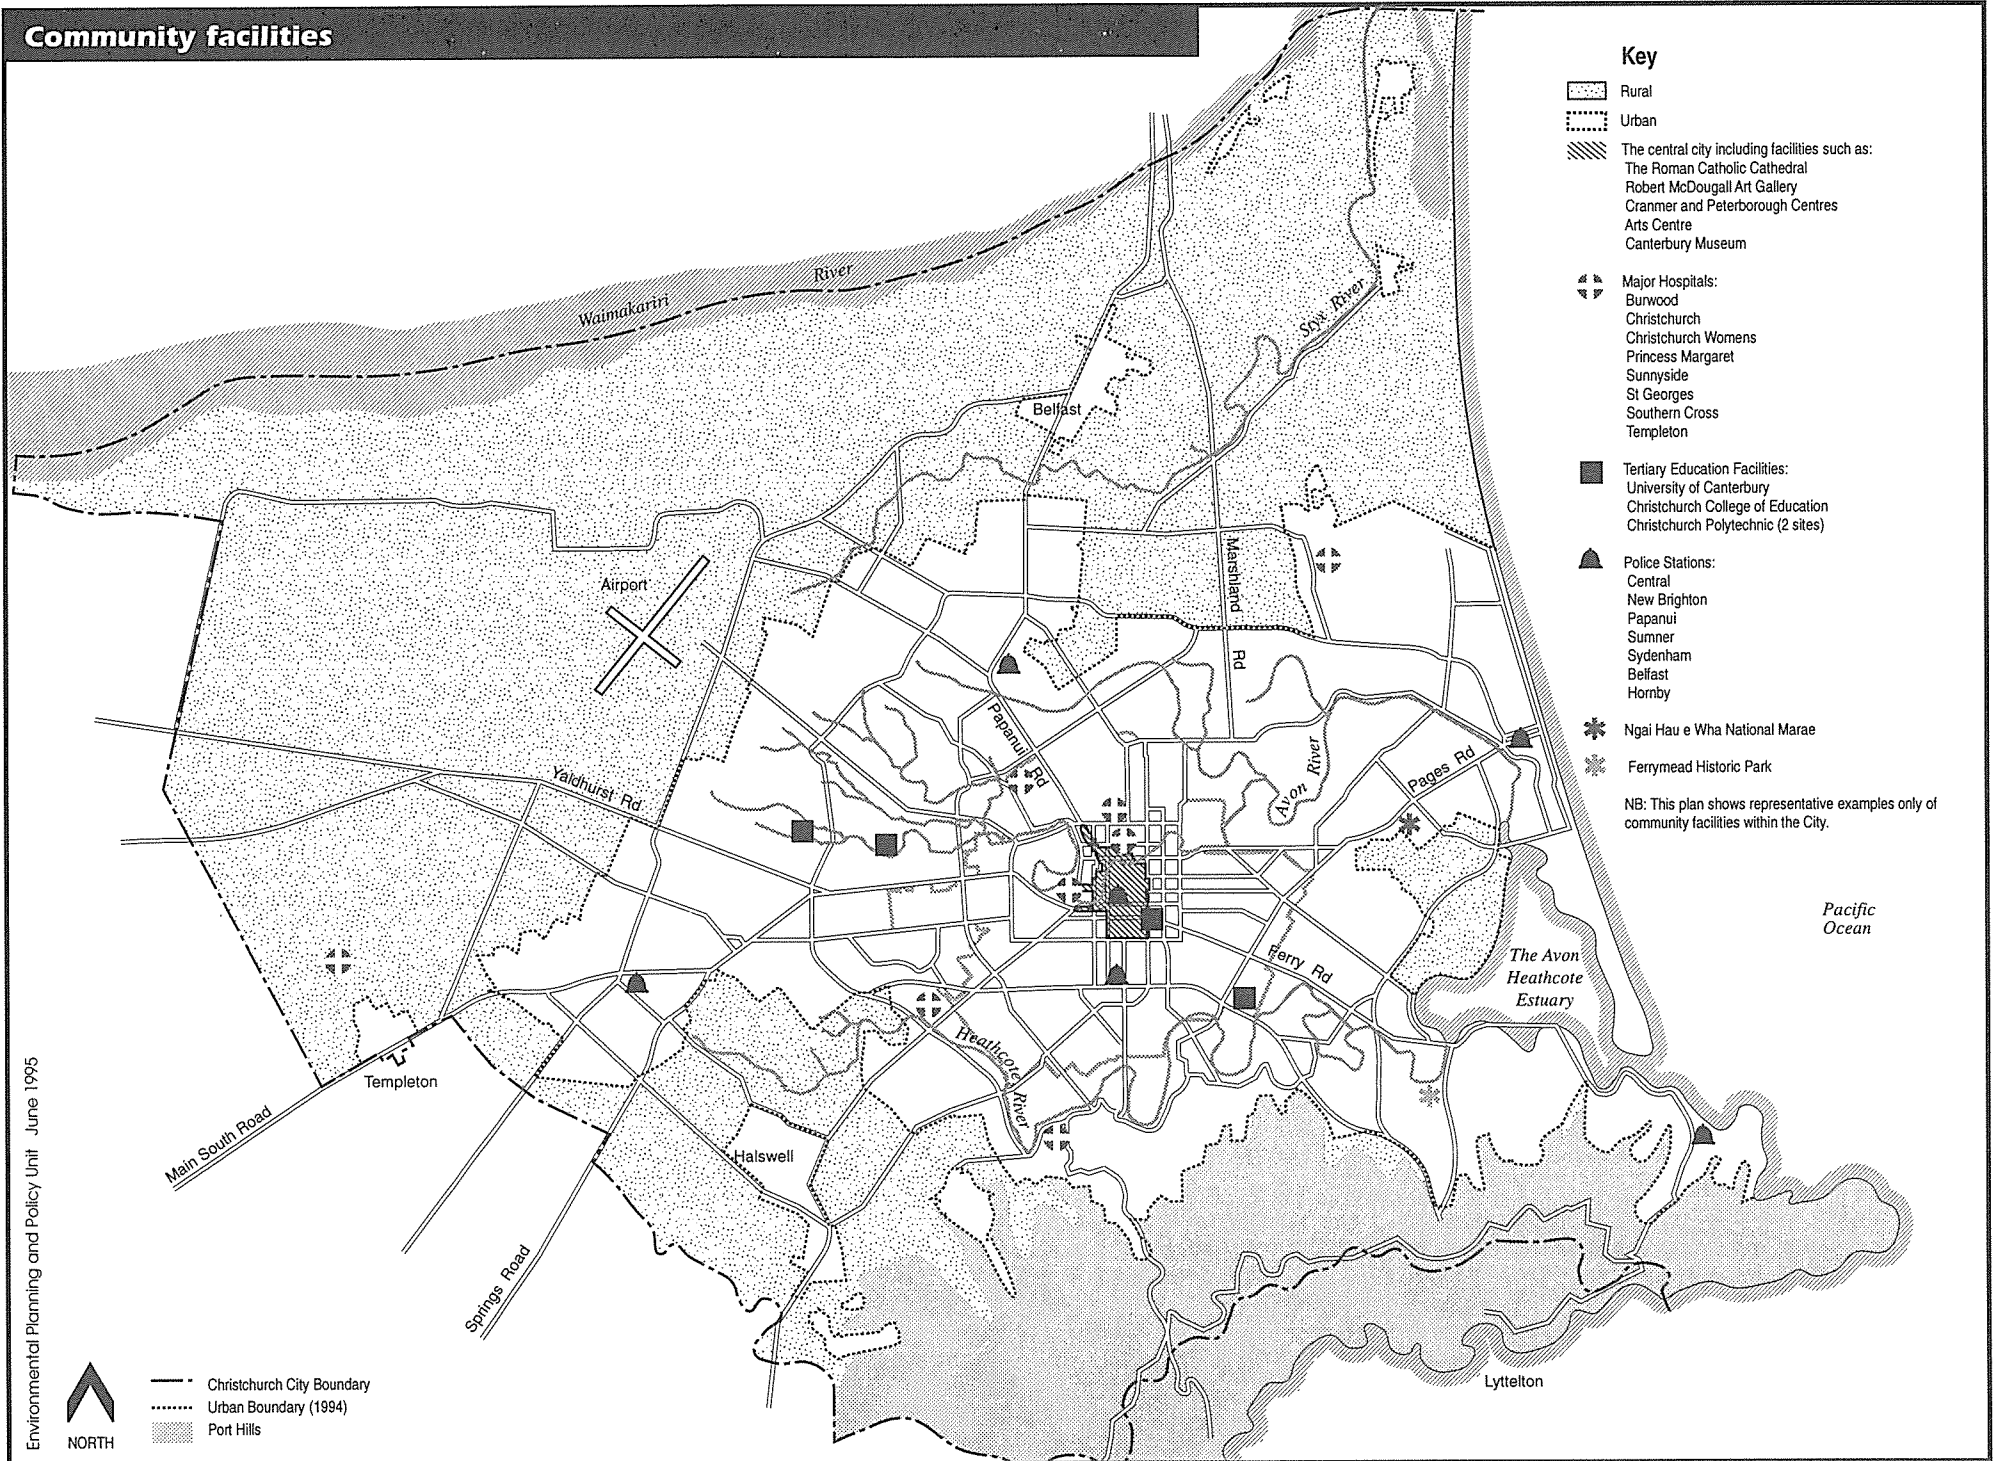 Community facilities
Key
Rural
Urban
The central city including facilities such as:
The Roman Catholic Cathedral
Robert McDougall Art Gallery
Cranmer and Peterborough Centres
Arts Centre
Canterbury Museum
Major Hospitals:
Burwood
Christchurch
Christchurch Womens
Princess Margaret
Sunnyside
St Georges
Southern Cross
Templeton
Tertiary Education Facilities:
University of Canterbury
Christchurch College of Education
Christchurch Polytechnic (2 sites)
Police Stations:
Central
New Brighton
Papanui
Sumner
Sydenham
Belfast
Hornby
Ngai Hau e Wha National Marae
Ferrymead Historic Park
NB: This plan shows representative examples only of
community facilities within the City.
Waimakariri River
Styx River
Belfast
Airport
Marshland Rd
Papanui Rd
Yaldhurst Rd
Avon River
Pages Rd
Pacific
Ocean
The Avon
Heathcote
Estuary
Ferry Rd
Heathcote River
Templeton
Main South Road
Halswell
Springs Road
Lyttelton
Environmental Planning and Policy Unit June 1995
NORTH
Christchurch City Boundary
Urban Boundary (1994)
Port Hills